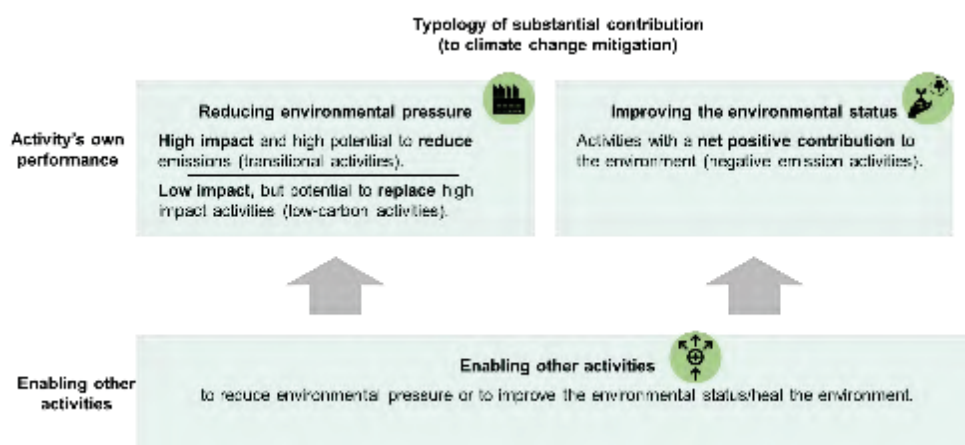 Typology of substantial contribution
(to climate change mitigation)
Activity's own
performance
Reducing environmental pressure
High impact and high potential to reduce
emissions (transitional activities).
Low impact, but potential to replace high
impact activities (low-carbon activities).
Improving the environmental status
Activities with a net positive contribution to
the environment (negative emission activities).
Enabling other
activities
Enabling other activities
to reduce environmental pressure or to improve the environmental status/heal the environment.